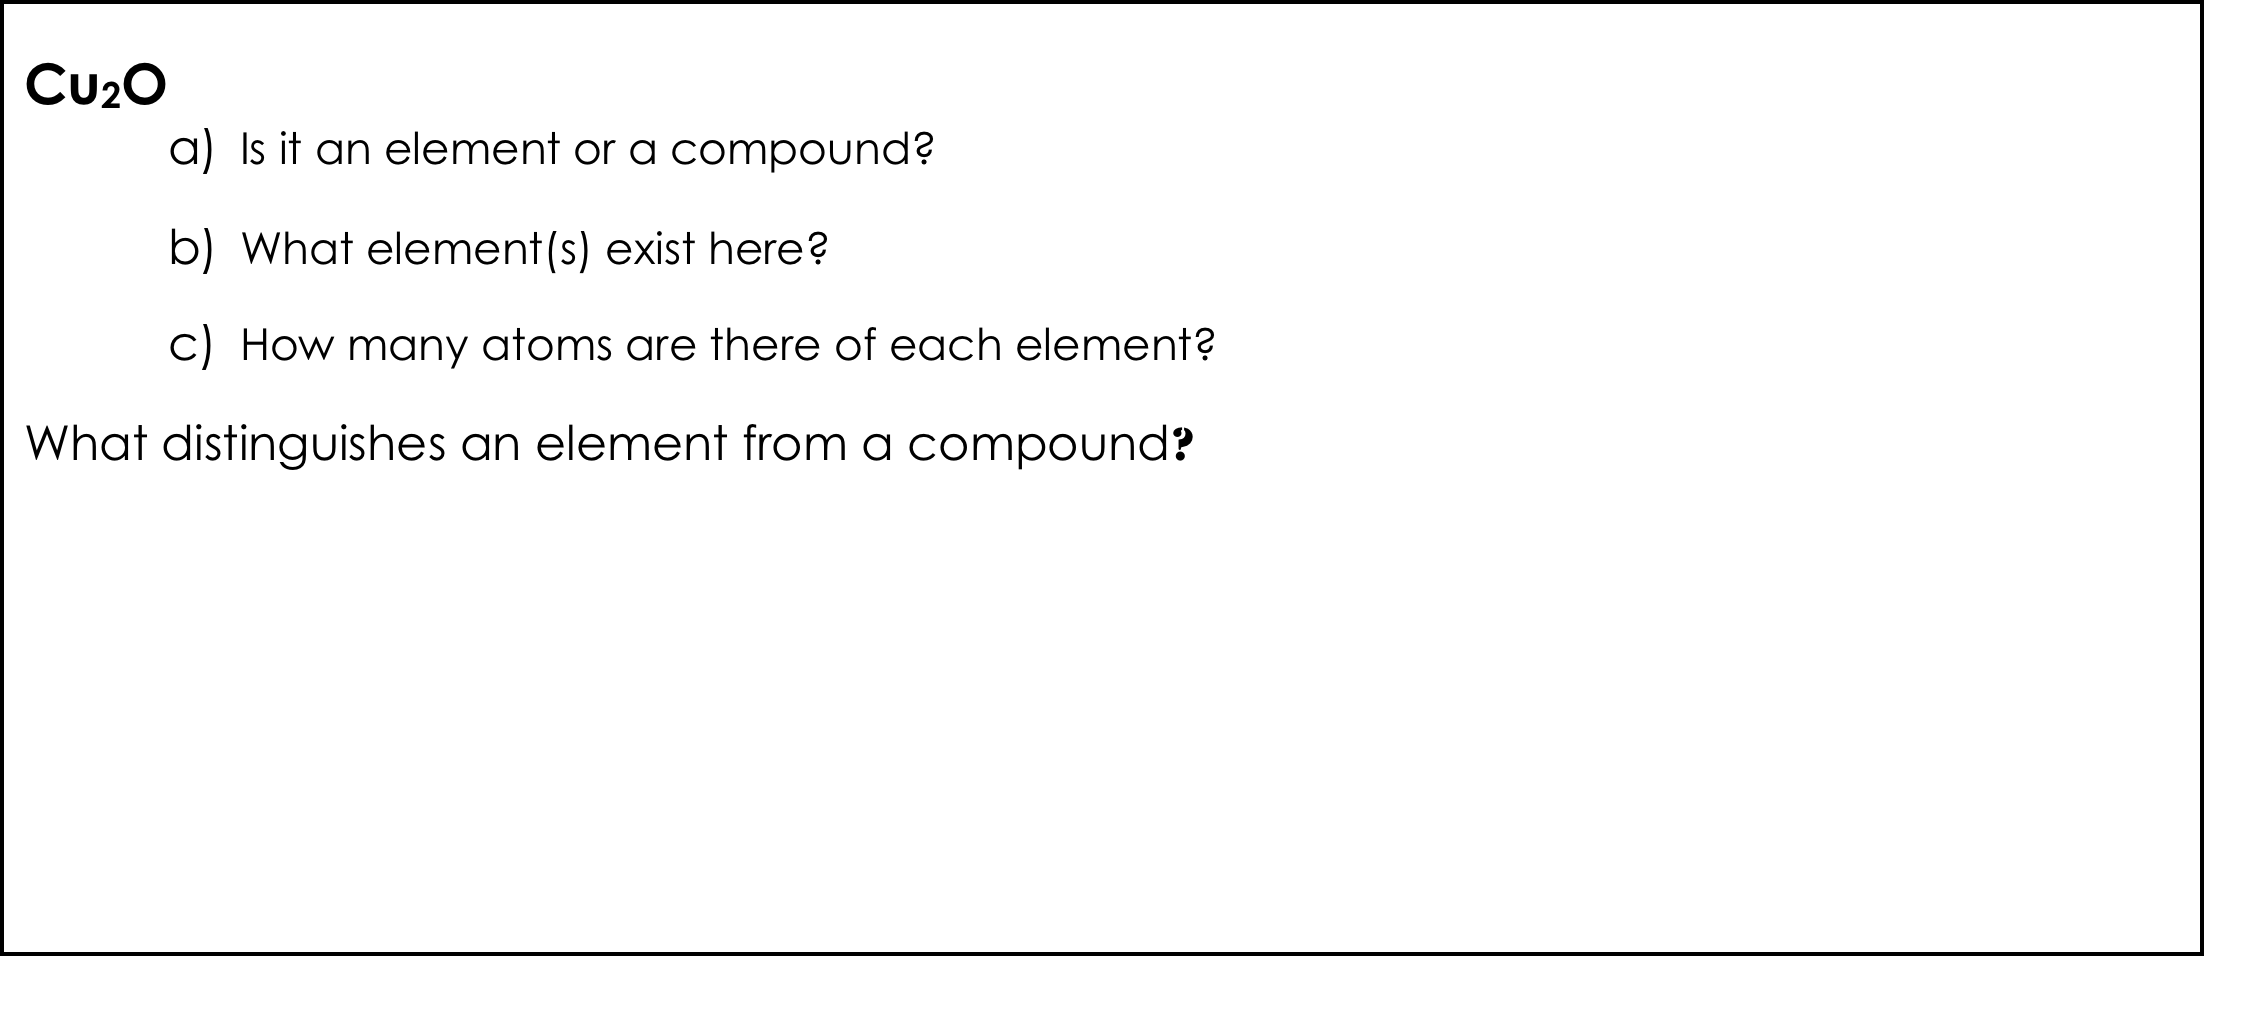 Cu₂O
a) Is it an element or a compound?
b) What element(s) exist here?
c) How many atoms are there of each element?
What distinguishes an element from a compound?